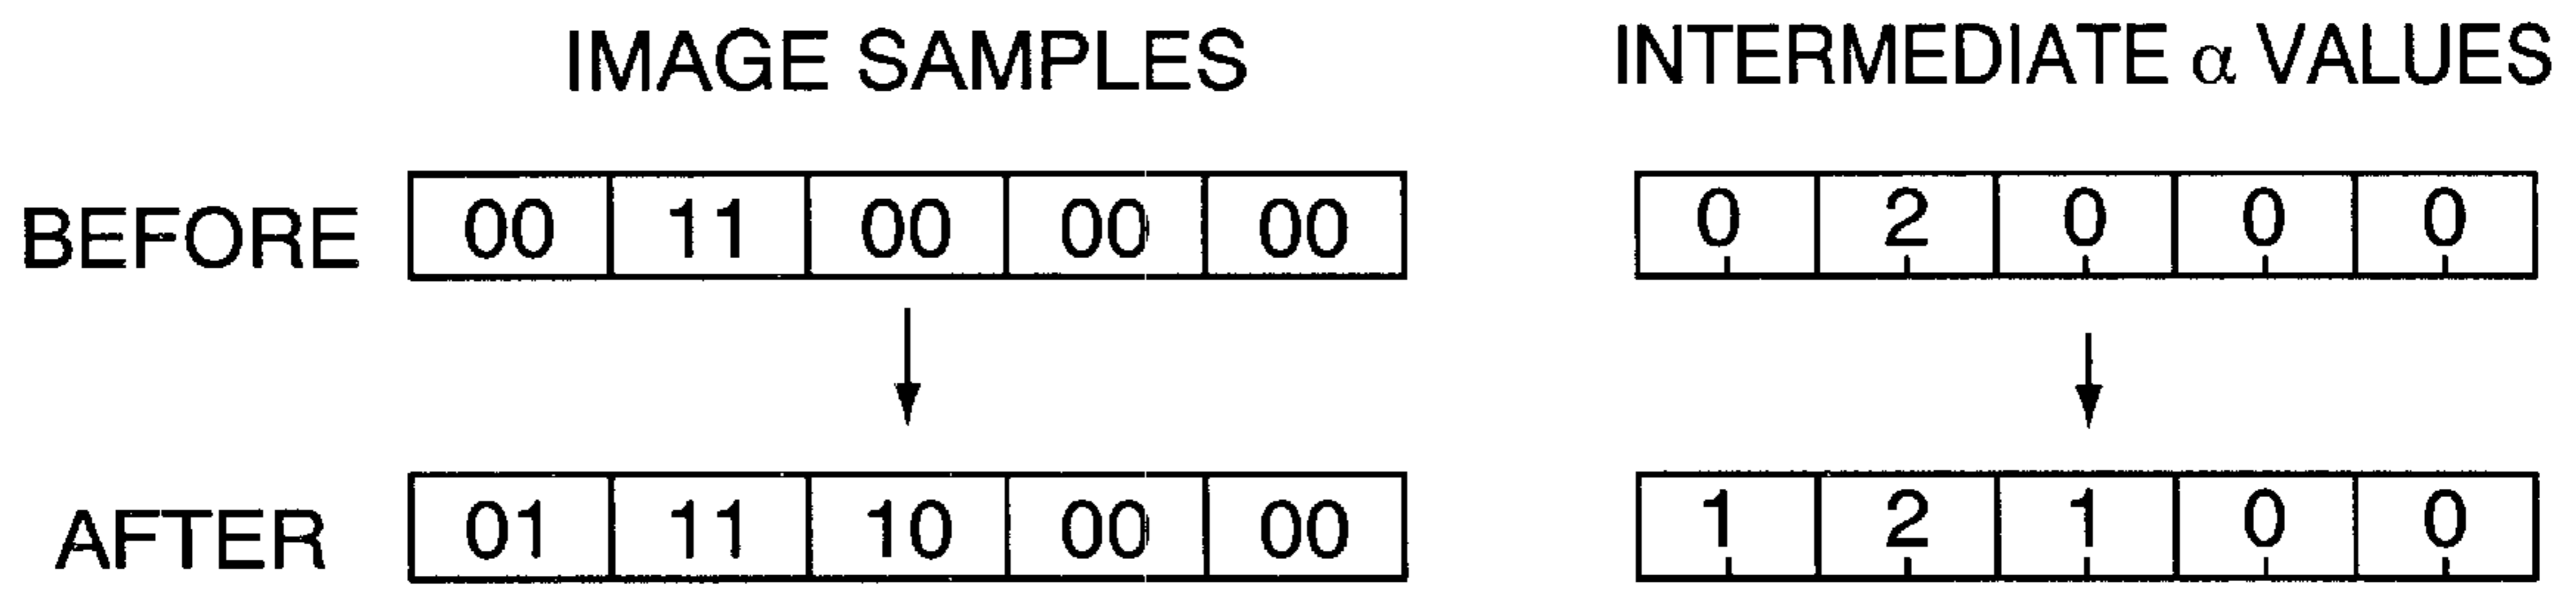 IMAGE SAMPLES INTERMEDIATE α VALUES
BEFORE 00 11 00 00 00 0 2 0 0 0
AFTER 01 11 10 00 00 1 2 1 0 0